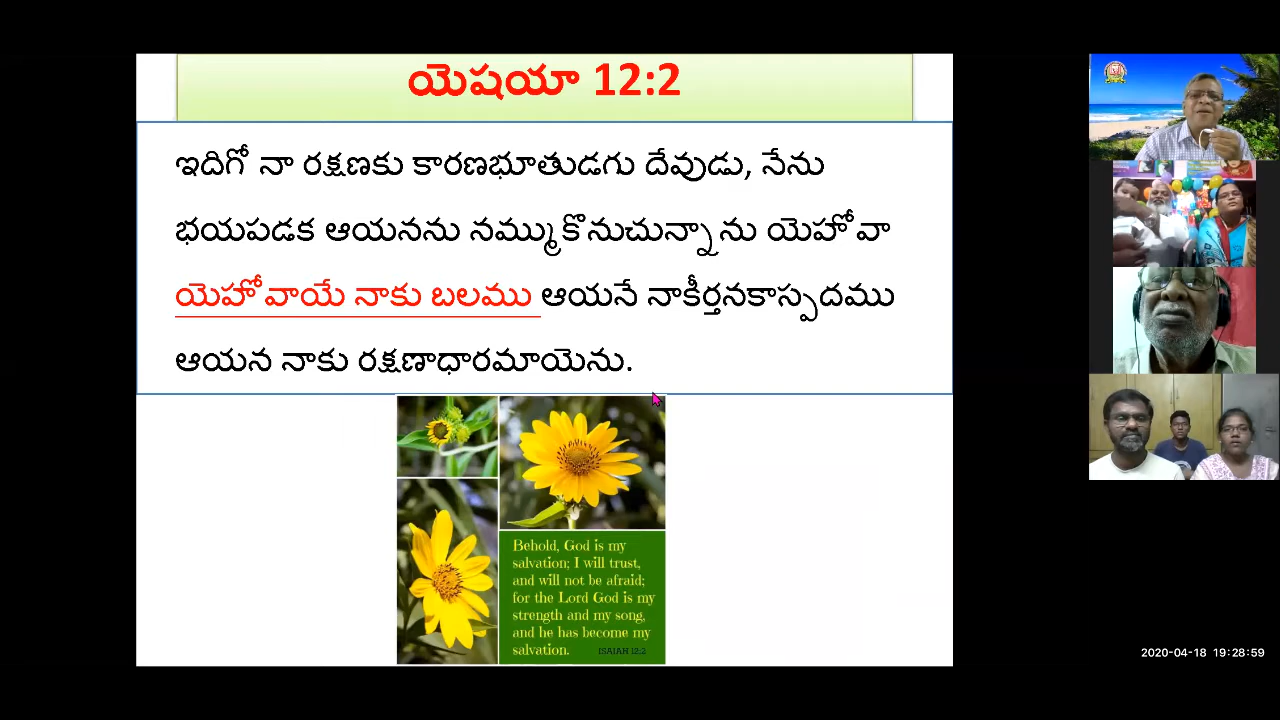 యెషయా 12:2
ఇదిగో నా రక్షణకు కారణభూతుడగు దేవుడు, నేను
భయపడక ఆయనను నమ్ముకొనుచున్నాను యెహోవా
యెహోవాయే నాకు బలము ఆయనే నాకీర్తనకాస్పదము
ఆయన నాకు రక్షణాధారమాయెను.
Behold, God is my
salvation; I will trust,
and will not be afraid;
for the Lord God is my
strength and my song,
and he has become my
salvation. ISAIAH 12:2
2020-04-18 19:28:59